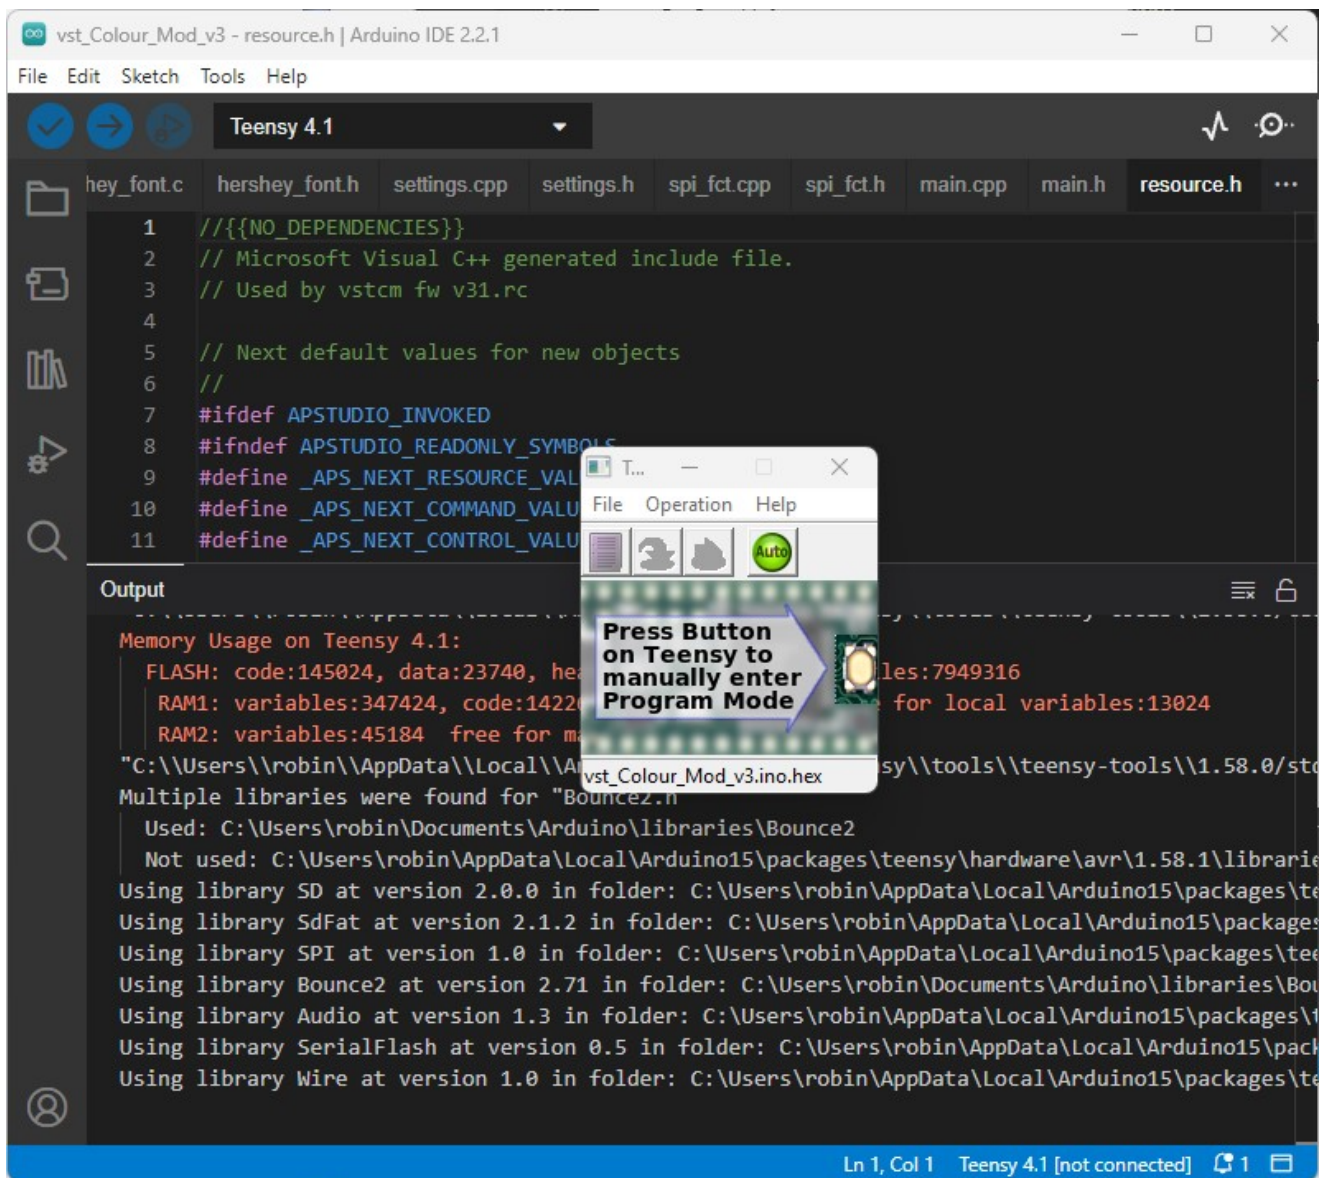 vst_Colour_Mod_v3 - resource.h | Arduino IDE 2.2.1
File Edit Sketch Tools Help
Teensy 4.1
hey_font.c hershey_font.h settings.cpp settings.h spi_fct.cpp spi_fct.h main.cpp main.h resource.h
1 //{{NO_DEPENDENCIES}}
2 // Microsoft Visual C++ generated include file.
3 // Used by vstcm fw v31.rc
4
5 // Next default values for new objects
6 //
7 #ifdef APSTUDIO_INVOKED
8 #ifndef APSTUDIO_READONLY_SYMBOLS
9 #define _APS_NEXT_RESOURCE_VAL
10 #define _APS_NEXT_COMMAND_VALU
11 #define _APS_NEXT_CONTROL_VALU
T...
File Operation Help
Auto
Press Button
on Teensy to
manually enter
Program Mode
vst_Colour_Mod_v3.ino.hex
Output
Memory Usage on Teensy 4.1:
FLASH: code:145024, data:23740, hea les:7949316
RAM1: variables:347424, code:1422 for local variables:13024
RAM2: variables:45184 free for m
"C:\\Users\\robin\\AppData\\Local\\A sy\\tools\\teensy-tools\\1.58.0/std
Multiple libraries were found for "Bounce2.h
Used: C:\Users\robin\Documents\Arduino\libraries\Bounce2
Not used: C:\Users\robin\AppData\Local\Arduino15\packages\teensy\hardware\avr\1.58.1\librarie
Using library SD at version 2.0.0 in folder: C:\Users\robin\AppData\Local\Arduino15\packages\te
Using library SdFat at version 2.1.2 in folder: C:\Users\robin\AppData\Local\Arduino15\packages
Using library SPI at version 1.0 in folder: C:\Users\robin\AppData\Local\Arduino15\packages\tee
Using library Bounce2 at version 2.71 in folder: C:\Users\robin\Documents\Arduino\libraries\Bou
Using library Audio at version 1.3 in folder: C:\Users\robin\AppData\Local\Arduino15\packages\t
Using library SerialFlash at version 0.5 in folder: C:\Users\robin\AppData\Local\Arduino15\pack
Using library Wire at version 1.0 in folder: C:\Users\robin\AppData\Local\Arduino15\packages\te
Ln 1, Col 1 Teensy 4.1 [not connected] 1